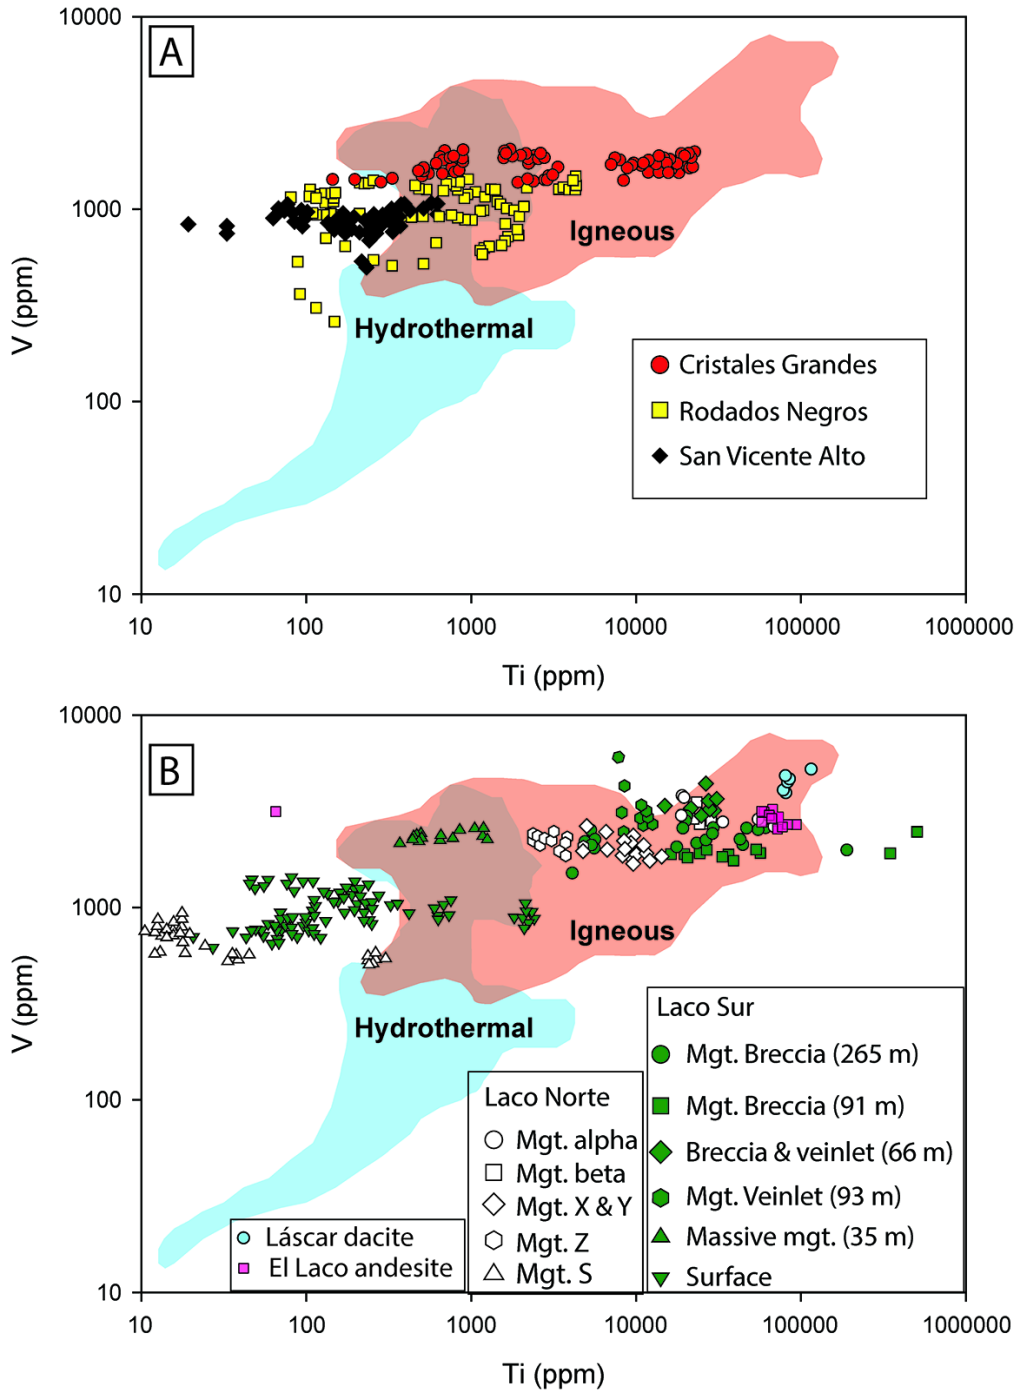 A
10000
1000
100
10
V (ppm)
Igneous
Hydrothermal
Cristales Grandes
Rodados Negros
San Vicente Alto
10 100 1000 10000 100000 1000000
Ti (ppm)
B
10000
1000
100
10
V (ppm)
Igneous
Hydrothermal
Láscar dacite
El Laco andesite
Laco Norte
Mgt. alpha
Mgt. beta
Mgt. X & Y
Mgt. Z
Mgt. S
Laco Sur
Mgt. Breccia (265 m)
Mgt. Breccia (91 m)
Breccia & veinlet (66 m)
Mgt. Veinlet (93 m)
Massive mgt. (35 m)
Surface
10 100 1000 10000 100000 1000000
Ti (ppm)